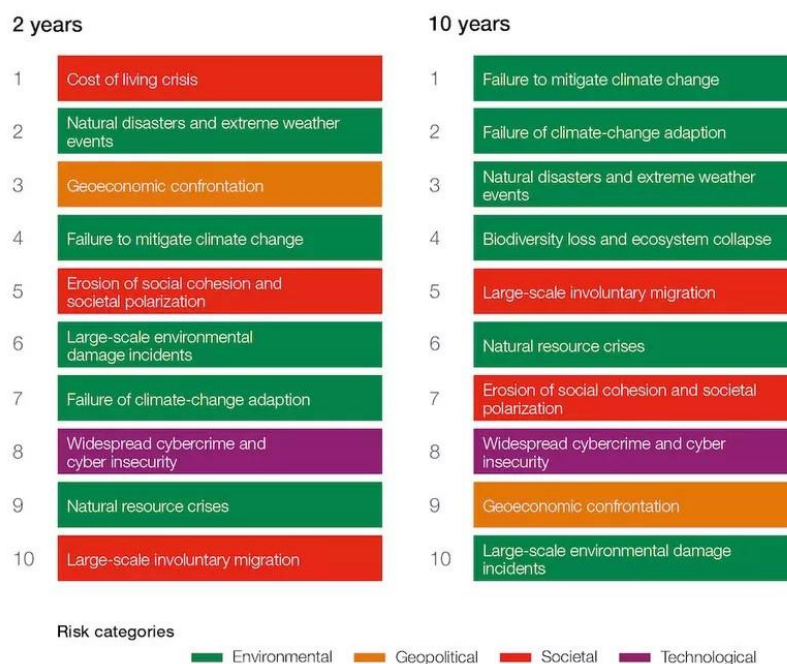 2 years
1
Cost of living crisis
2
Natural disasters and extreme weather
events
3
Geoeconomic confrontation
4
Failure to mitigate climate change
5
Erosion of social cohesion and
societal polarization
6
Large-scale environmental
damage incidents
7
Failure of climate-change adaption
8
Widespread cybercrime and
cyber insecurity
9
Natural resource crises
10
Large-scale involuntary migration
10 years
1
Failure to mitigate climate change
2
Failure of climate-change adaption
3
Natural disasters and extreme weather
events
4
Biodiversity loss and ecosystem collapse
5
Large-scale involuntary migration
6
Natural resource crises
7
Erosion of social cohesion and societal
polarization
8
Widespread cybercrime and cyber
insecurity
9
Geoeconomic confrontation
10
Large-scale environmental damage
incidents
Risk categories
Environmental
Geopolitical
Societal
Technological